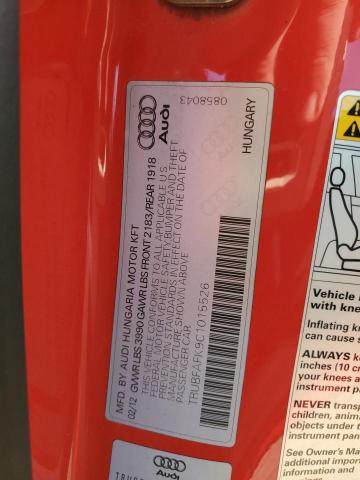 0858043
Audi
HUNGARY
MFD. BY AUDI HUNGARIA MOTOR KFT
02/12 GVWR LBS 3990 GAWR LBS FRONT 2183/REAR 1918
THIS VEHICLE CONFORMS TO ALL APPLICABLE U.S.
FEDERAL MOTOR VEHICLE SAFETY BUMPER AND THEFT
PREVENTION STANDARDS IN EFFECT ON THE DATE OF
MANUFACTURE SHOWN ABOVE
PASSENGER CAR
TRUBFAFK9C1015526
Audi
Vehicle
with kne
Inflating k
can cause s
ALWAYS k
inches (10 c
your knees a
instrument pa
NEVER transp
children, anima
objects under t
instrument pane
See Owner's Ma
additional impor
information and